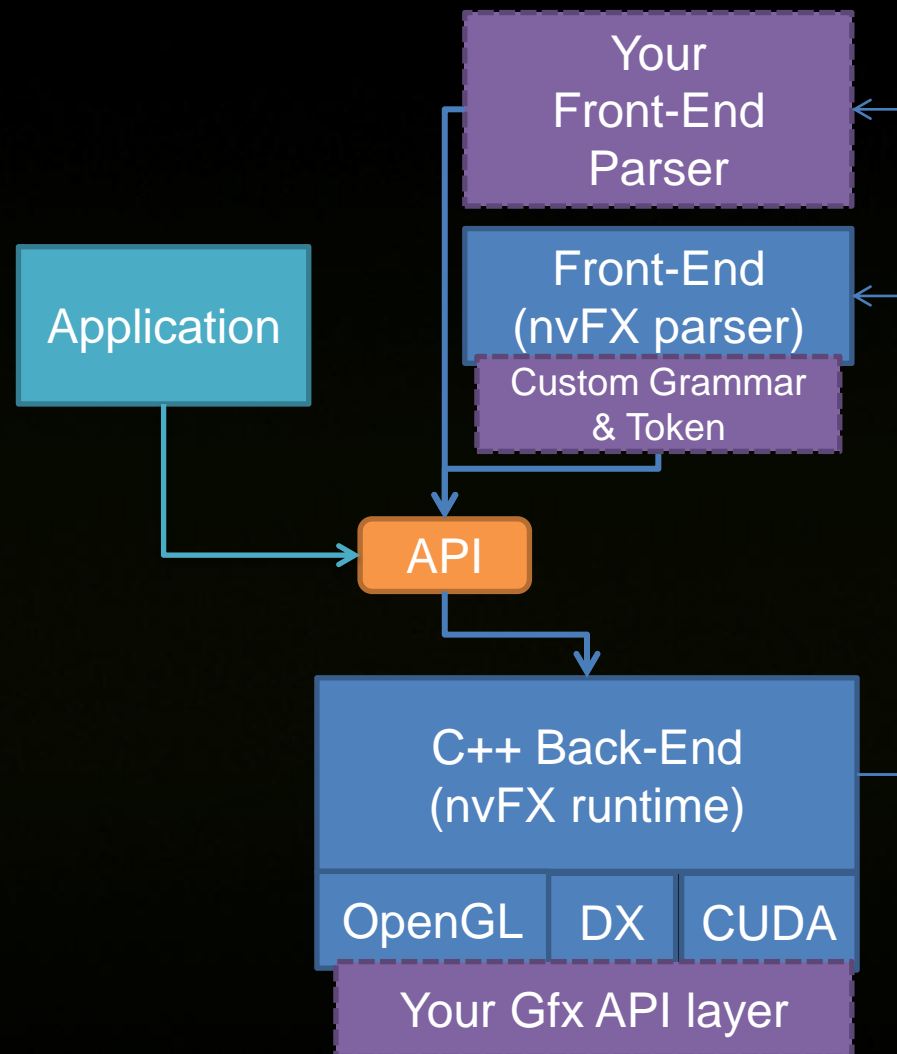 Your
Front-End
Parser
Front-End
(nvFX parser)
Custom Grammar
& Token
Application
API
C++ Back-End
(nvFX runtime)
OpenGL
DX
CUDA
Your Gfx API layer